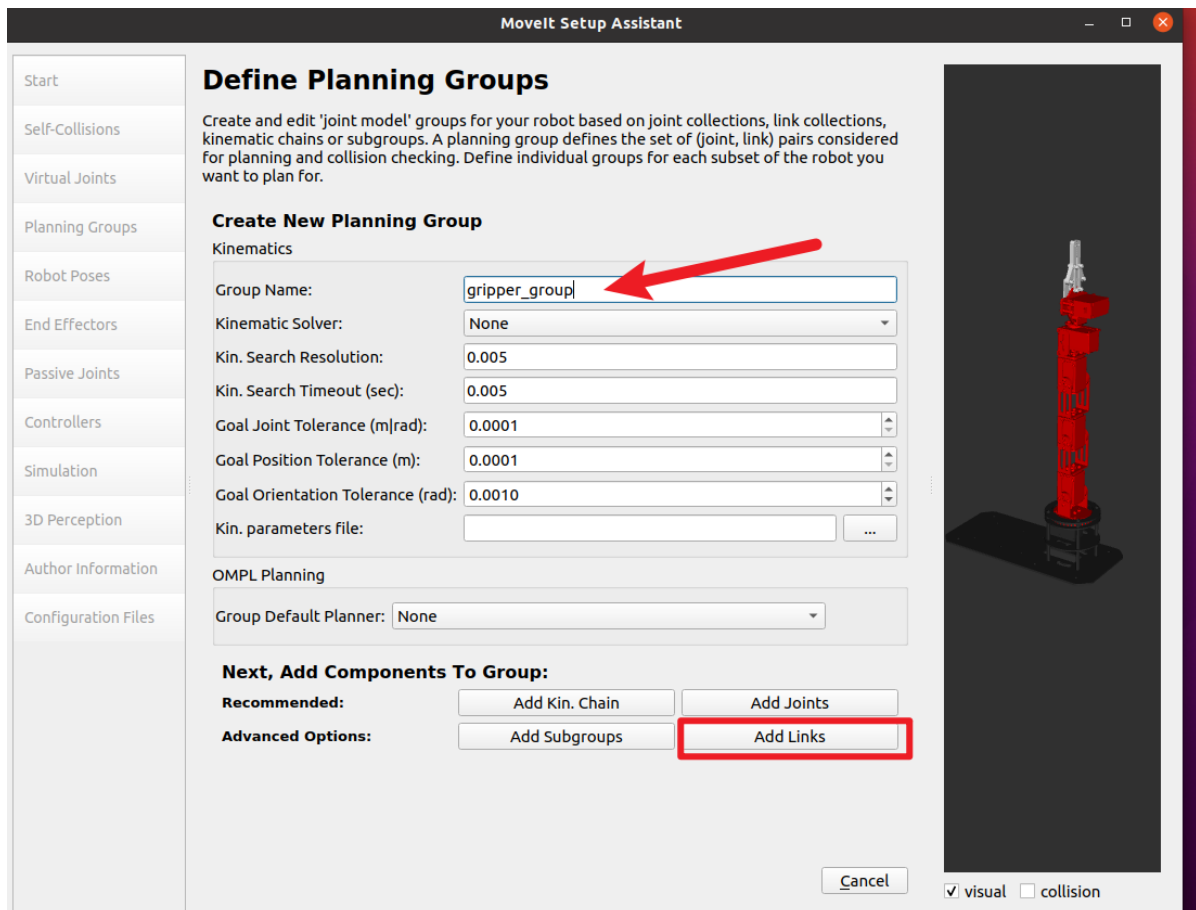 MoveIt Setup Assistant
Start
Self-Collisions
Virtual Joints
Planning Groups
Robot Poses
End Effectors
Passive Joints
Controllers
Simulation
3D Perception
Author Information
Configuration Files
Define Planning Groups
Create and edit 'joint model' groups for your robot based on joint collections, link collections,
kinematic chains or subgroups. A planning group defines the set of (joint, link) pairs considered
for planning and collision checking. Define individual groups for each subset of the robot you
want to plan for.
Create New Planning Group
Kinematics
Group Name: gripper_group
Kinematic Solver: None
Kin. Search Resolution: 0.005
Kin. Search Timeout (sec): 0.005
Goal Joint Tolerance (m|rad): 0.0001
Goal Position Tolerance (m): 0.0001
Goal Orientation Tolerance (rad): 0.0010
Kin. parameters file: ...
OMPL Planning
Group Default Planner: None
Next, Add Components To Group:
Recommended: Add Kin. Chain Add Joints
Advanced Options: Add Subgroups Add Links
Cancel
visual collision